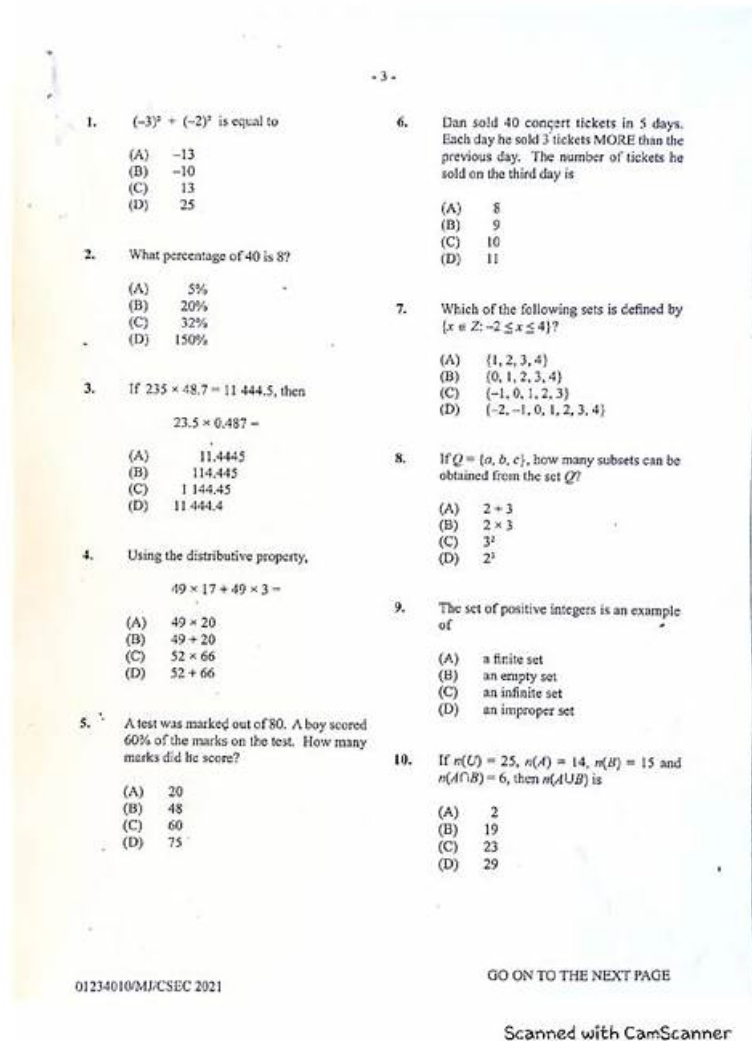 - 3 -
1. (-3)² + (-2)² is equal to
(A) -13
(B) -10
(C) 13
(D) 25
2. What percentage of 40 is 8?
(A) 5%
(B) 20%
(C) 32%
(D) 150%
3. If 235 × 48.7 = 11 444.5, then
23.5 × 0.487 =
(A) 11.4445
(B) 114.445
(C) 1 144.45
(D) 11 444.4
4. Using the distributive property,
49 × 17 + 49 × 3 =
(A) 49 × 20
(B) 49 + 20
(C) 52 × 66
(D) 52 + 66
5. A test was marked out of 80. A boy scored
60% of the marks on the test. How many
marks did he score?
(A) 20
(B) 48
(C) 60
(D) 75
6. Dan sold 40 concert tickets in 5 days.
Each day he sold 3 tickets MORE than the
previous day. The number of tickets he
sold on the third day is
(A) 8
(B) 9
(C) 10
(D) 11
7. Which of the following sets is defined by
{x ∈ Z: -2 ≤ x ≤ 4}?
(A) {1, 2, 3, 4}
(B) {0, 1, 2, 3, 4}
(C) {-1, 0, 1, 2, 3}
(D) {-2, -1, 0, 1, 2, 3, 4}
8. If Q = {a, b, c}, how many subsets can be
obtained from the set Q?
(A) 2 + 3
(B) 2 × 3
(C) 3²
(D) 2³
9. The set of positive integers is an example
of
(A) a finite set
(B) an empty set
(C) an infinite set
(D) an improper set
10. If n(U) = 25, n(A) = 14, n(B) = 15 and
n(A∩B) = 6, then n(A∪B) is
(A) 2
(B) 19
(C) 23
(D) 29
01234010/MJ/CSEC 2021
GO ON TO THE NEXT PAGE
Scanned with CamScanner